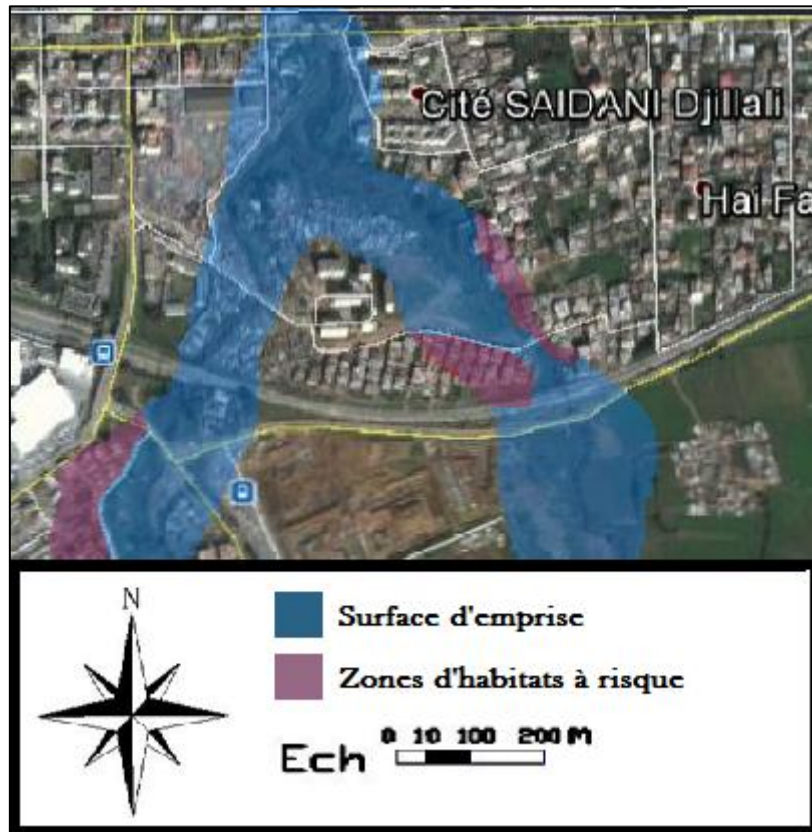 Cité SAIDANI Djillali
Hai Fa
N
Surface d'emprise
Zones d'habitats à risque
Ech 0 10 100 200 M